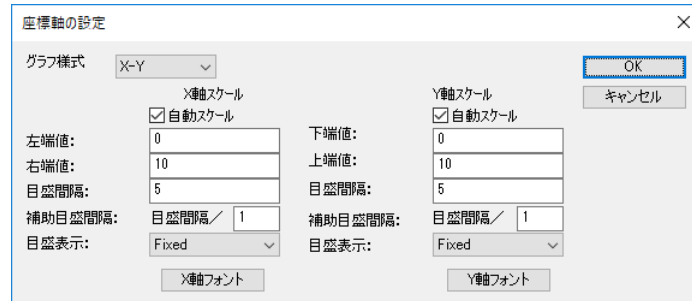 座標軸の設定
グラフ様式 X-Y OK
X軸スケール Y軸スケール キャンセル
自動スケール 自動スケール
左端値: 0 下端値: 0
右端値: 10 上端値: 10
目盛間隔: 5 目盛間隔: 5
補助目盛間隔: 目盛間隔／ 1 補助目盛間隔: 目盛間隔／ 1
目盛表示: Fixed 目盛表示: Fixed
X軸フォント Y軸フォント